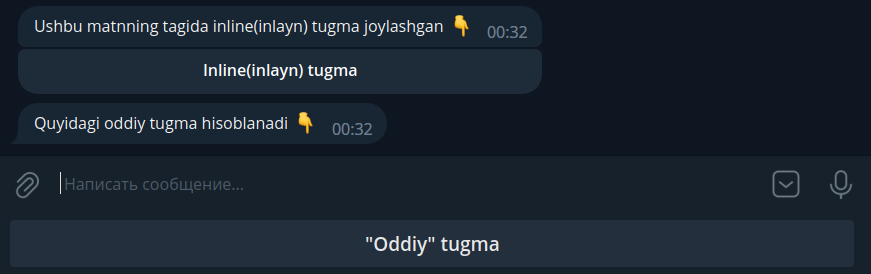 Ushbu matnning tagida inline(inlayn) tugma joylashgan 👇 00:32
Inline(inlayn) tugma
Quyidagi oddiy tugma hisoblanadi 👇 00:32
Написать сообщение...
"Oddiy" tugma